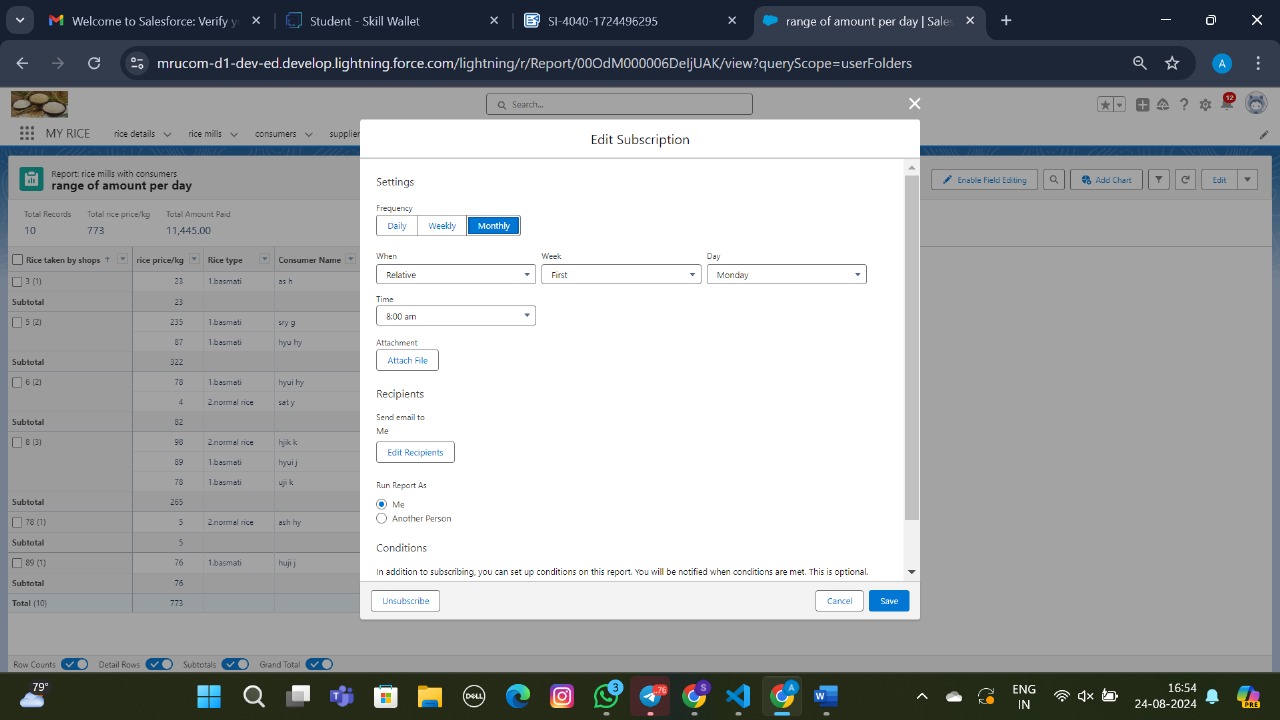 Welcome to Salesforce: Verify y
Student - Skill Wallet
SI-4040-1724496295
range of amount per day | Sales
mrucom-d1-dev-ed.develop.lightning.force.com/lightning/r/Report/00OdM000006DeIjUAK/view?queryScope=userFolders
A
Search...
12
MY RICE
rice details
rice mills
consumers
supplier
Edit Subscription
Report: rice mills with consumers
range of amount per day
Enable Field Editing
Add Chart
Edit
Total Records
Total rice price/kg
Total Amount Paid
10
773
11,445.00
Rice taken by shops ↑
rice price/kg
Rice type
Consumer Name
3 (1)
23
1.basmati
as h
Subtotal
23
5 (2)
235
1.basmati
sry g
87
1.basmati
hyu hy
Subtotal
322
6 (2)
78
1.basmati
hyui hy
4
2.normal rice
sat y
Subtotal
82
8 (3)
98
2.normal rice
hjik k
89
1.basmati
hyui j
78
1.basmati
uji k
Subtotal
265
78 (1)
5
2.normal rice
ash hy
Subtotal
5
89 (1)
76
1.basmati
huji j
Subtotal
76
Total (10)
773
Row Counts
Detail Rows
Subtotals
Grand Total
Settings
Frequency
Daily
Weekly
Monthly
When
Week
Day
Relative
First
Monday
Time
8:00 am
Attachment
Attach File
Recipients
Send email to
Me
Edit Recipients
Run Report As
Me
Another Person
Conditions
In addition to subscribing, you can set up conditions on this report. You will be notified when conditions are met. This is optional.
Unsubscribe
Cancel
Save
79°
DELL
3
76
S
A
ENG
IN
16:54
24-08-2024
PRE